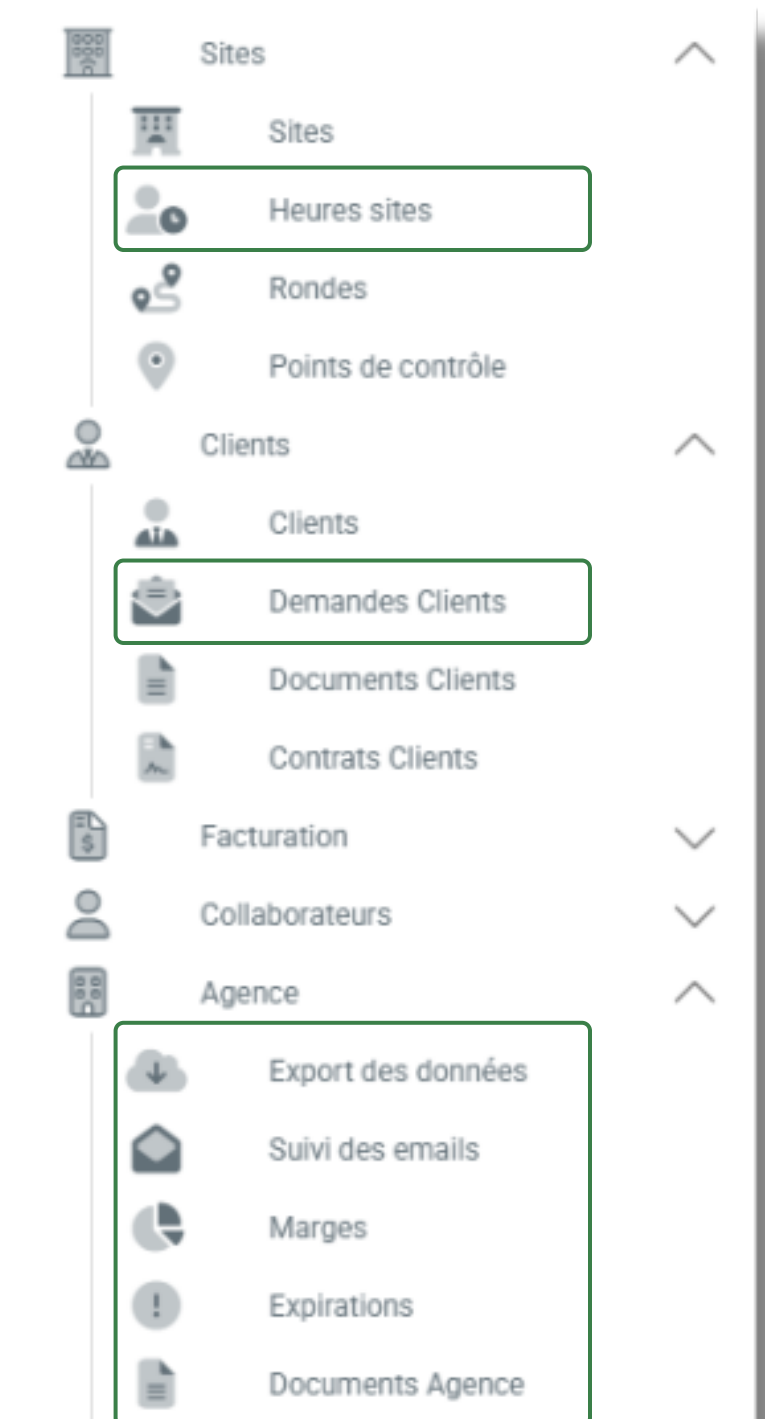 Sites
Sites
Heures sites
Rondes
Points de contrôle
Clients
Clients
Demandes Clients
Documents Clients
Contrats Clients
Facturation
Collaborateurs
Agence
Export des données
Suivi des emails
Marges
Expirations
Documents Agence